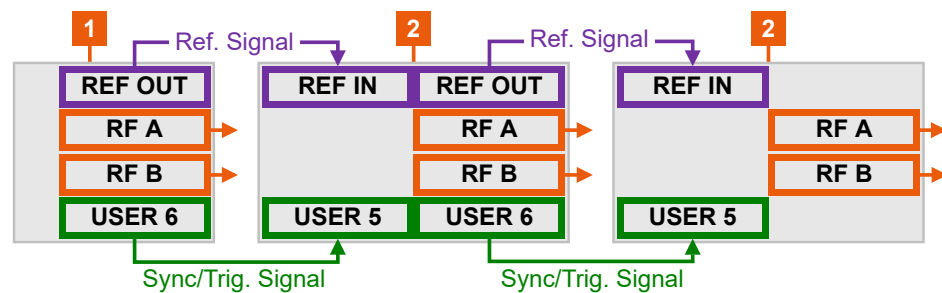 1
Ref. Signal
2
Ref. Signal
2
REF OUT
REF IN
REF OUT
REF IN
RF A
RF A
RF A
RF B
RF B
RF B
USER 6
USER 5
USER 6
USER 5
Sync/Trig. Signal
Sync/Trig. Signal